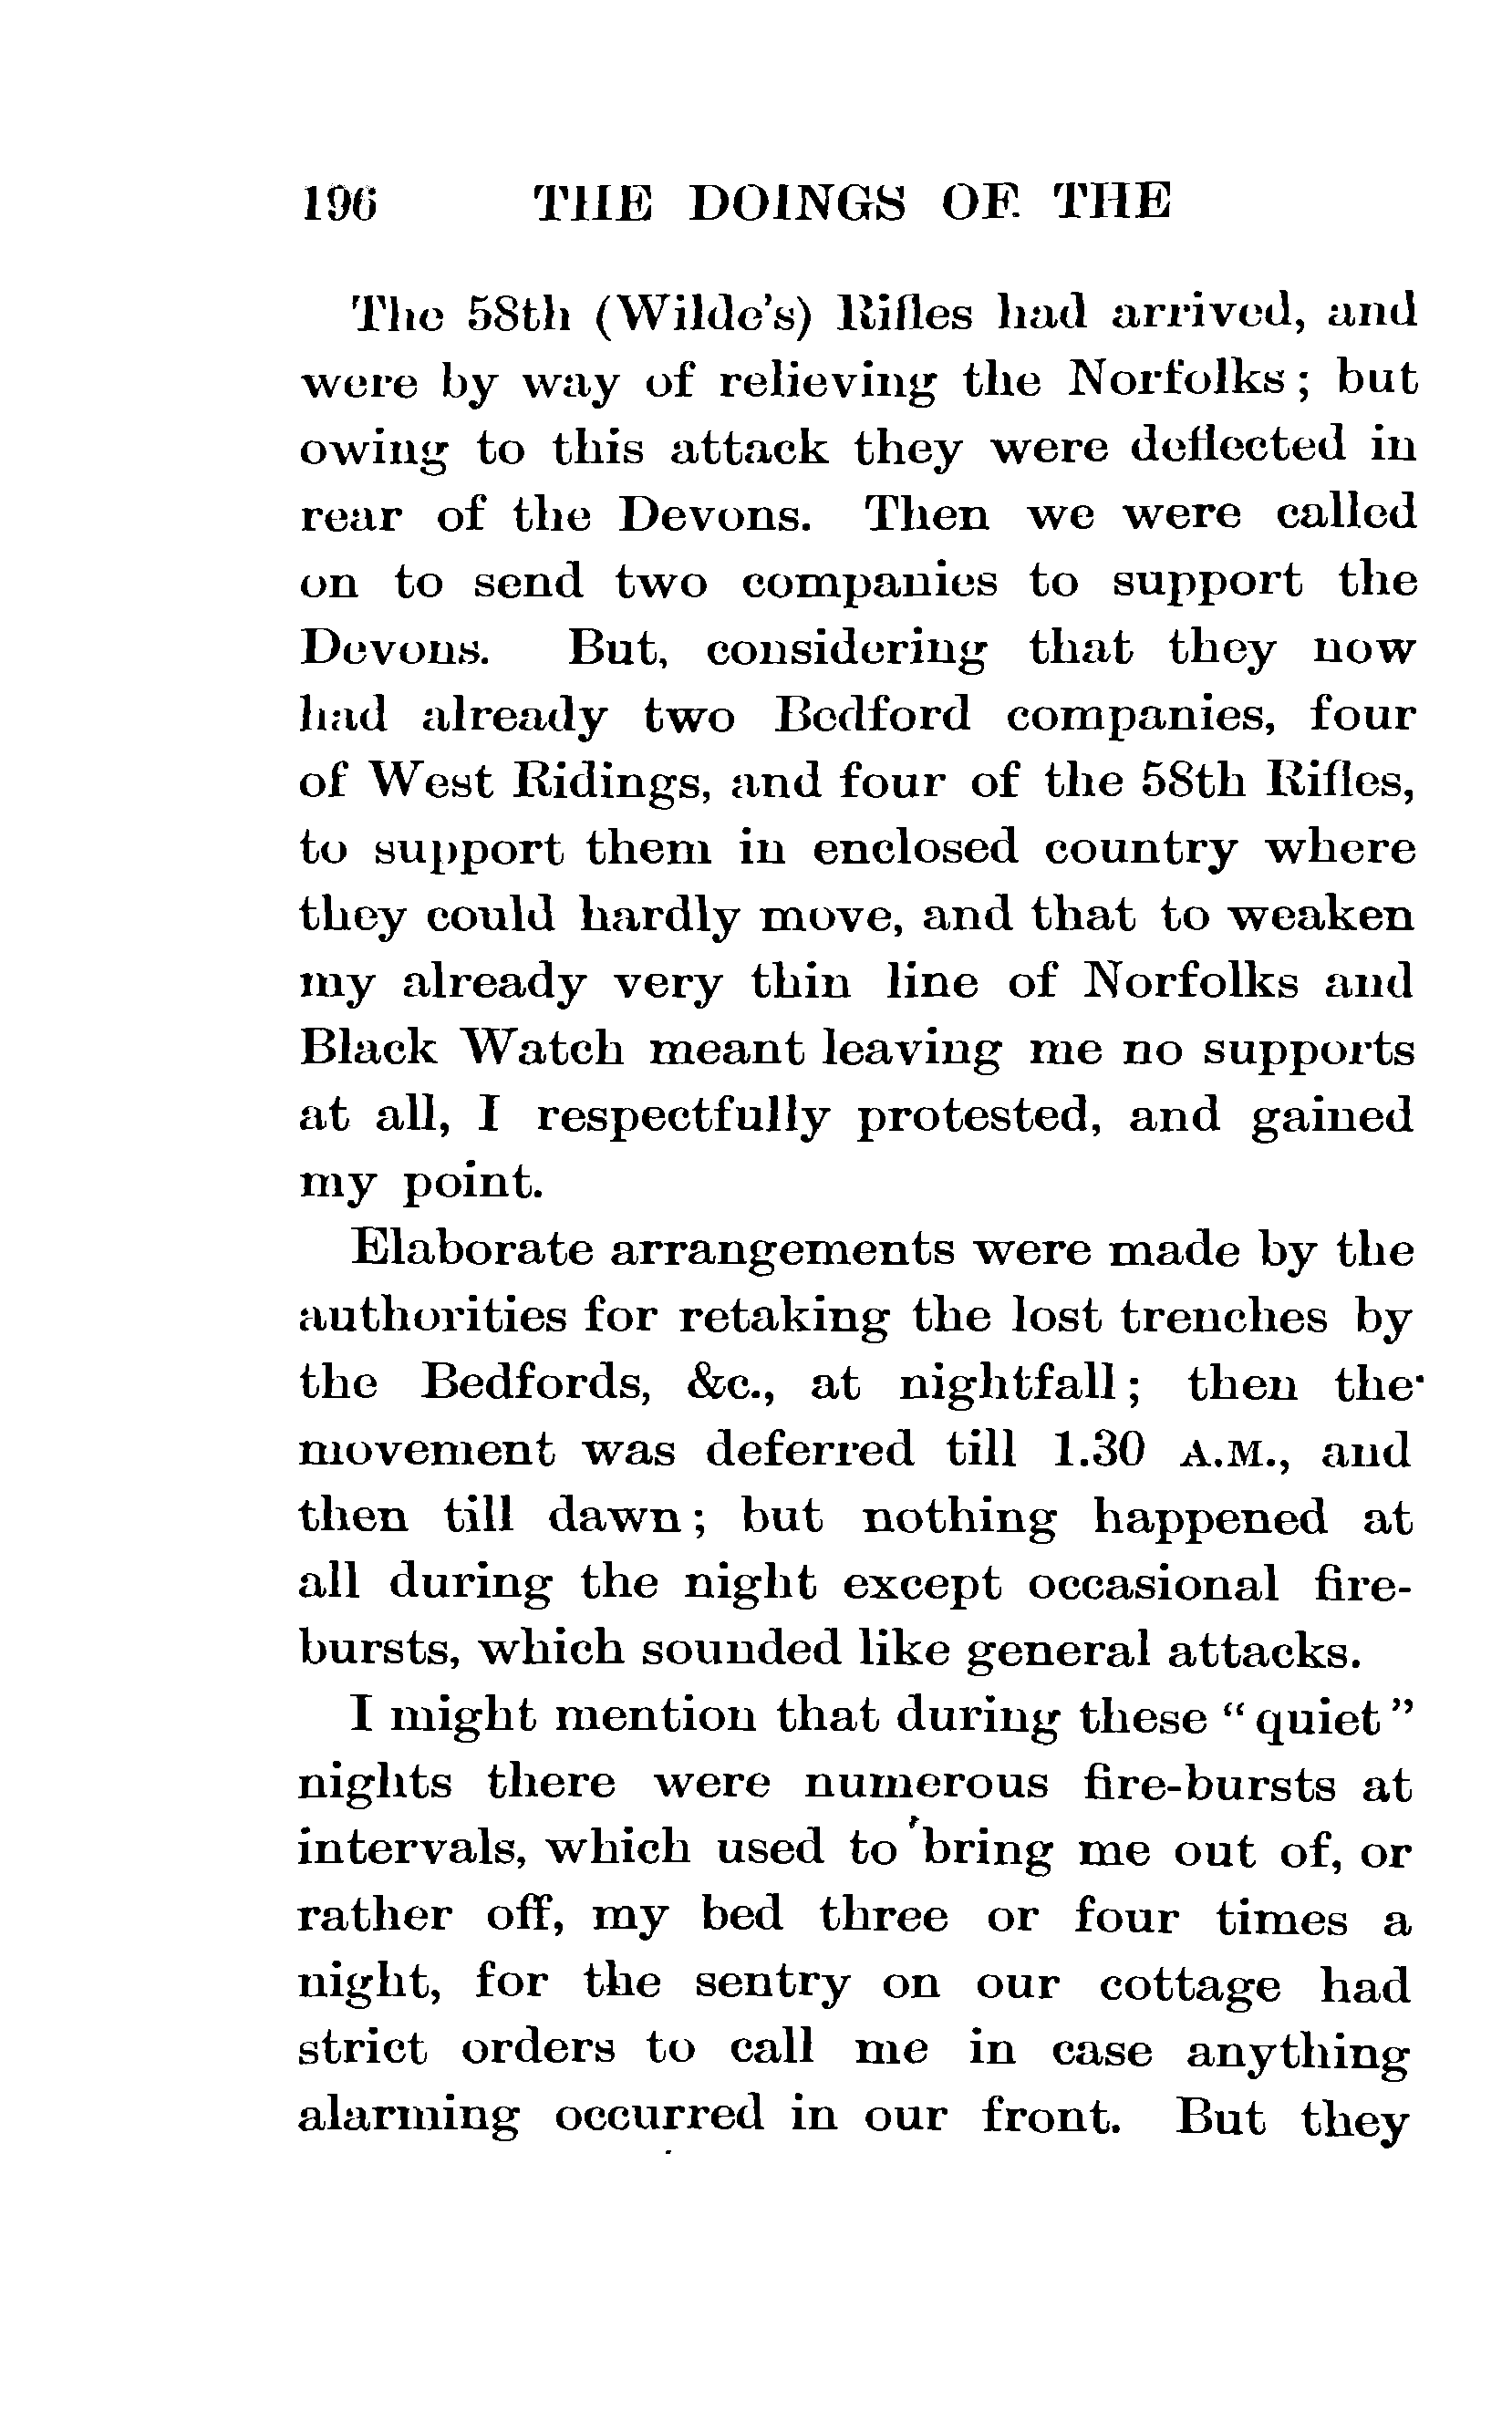 196 THE DOINGS OF THE
The 58th (Wilde's) Rifles had arrived, and
were by way of relieving the Norfolks; but
owing to this attack they were deflected in
rear of the Devons. Then we were called
on to send two companies to support the
Devons. But, considering that they now
had already two Bedford companies, four
of West Ridings, and four of the 58th Rifles,
to support them in enclosed country where
they could hardly move, and that to weaken
my already very thin line of Norfolks and
Black Watch meant leaving me no supports
at all, I respectfully protested, and gained
my point.
Elaborate arrangements were made by the
authorities for retaking the lost trenches by
the Bedfords, &c., at nightfall; then the
movement was deferred till 1.30 A.M., and
then till dawn; but nothing happened at
all during the night except occasional fire-
bursts, which sounded like general attacks.
I might mention that during these "quiet"
nights there were numerous fire-bursts at
intervals, which used to bring me out of, or
rather off, my bed three or four times a
night, for the sentry on our cottage had
strict orders to call me in case anything
alarming occurred in our front. But they